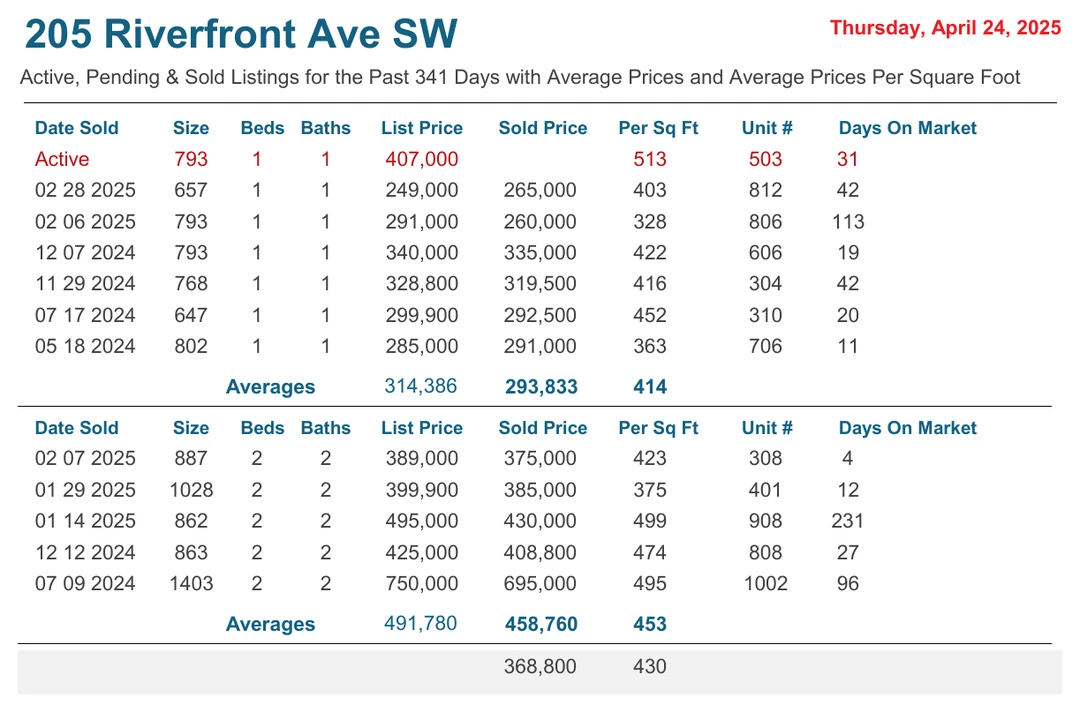 205 Riverfront Ave SW
Thursday, April 24, 2025
Active, Pending & Sold Listings for the Past 341 Days with Average Prices and Average Prices Per Square Foot
Date Sold Size Beds Baths List Price Sold Price Per Sq Ft Unit # Days On Market
Active 793 1 1 407,000 513 503 31
02 28 2025 657 1 1 249,000 265,000 403 812 42
02 06 2025 793 1 1 291,000 260,000 328 806 113
12 07 2024 793 1 1 340,000 335,000 422 606 19
11 29 2024 768 1 1 328,800 319,500 416 304 42
07 17 2024 647 1 1 299,900 292,500 452 310 20
05 18 2024 802 1 1 285,000 291,000 363 706 11
Averages 314,386 293,833 414
Date Sold Size Beds Baths List Price Sold Price Per Sq Ft Unit # Days On Market
02 07 2025 887 2 2 389,000 375,000 423 308 4
01 29 2025 1028 2 2 399,900 385,000 375 401 12
01 14 2025 862 2 2 495,000 430,000 499 908 231
12 12 2024 863 2 2 425,000 408,800 474 808 27
07 09 2024 1403 2 2 750,000 695,000 495 1002 96
Averages 491,780 458,760 453
368,800 430